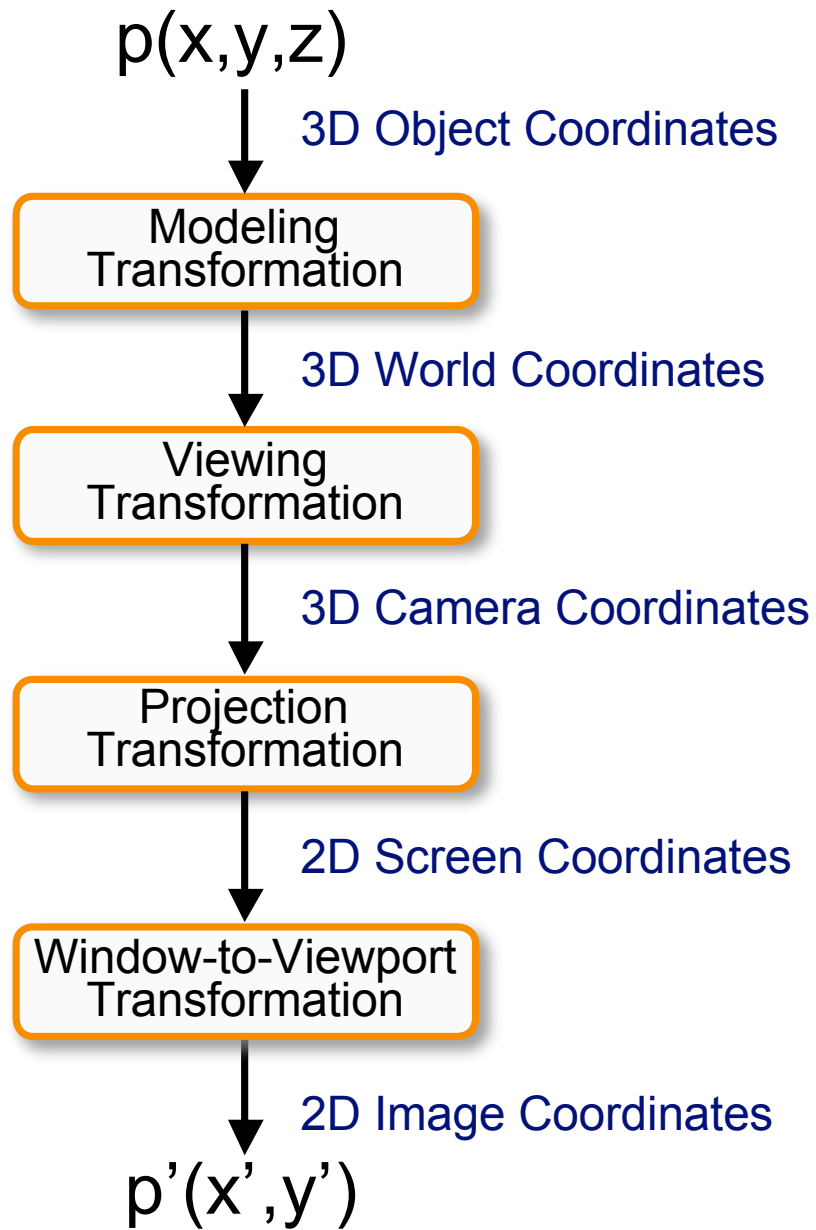 p(x,y,z)
3D Object Coordinates
Modeling
Transformation
3D World Coordinates
Viewing
Transformation
3D Camera Coordinates
Projection
Transformation
2D Screen Coordinates
Window-to-Viewport
Transformation
2D Image Coordinates
p’(x’,y’)